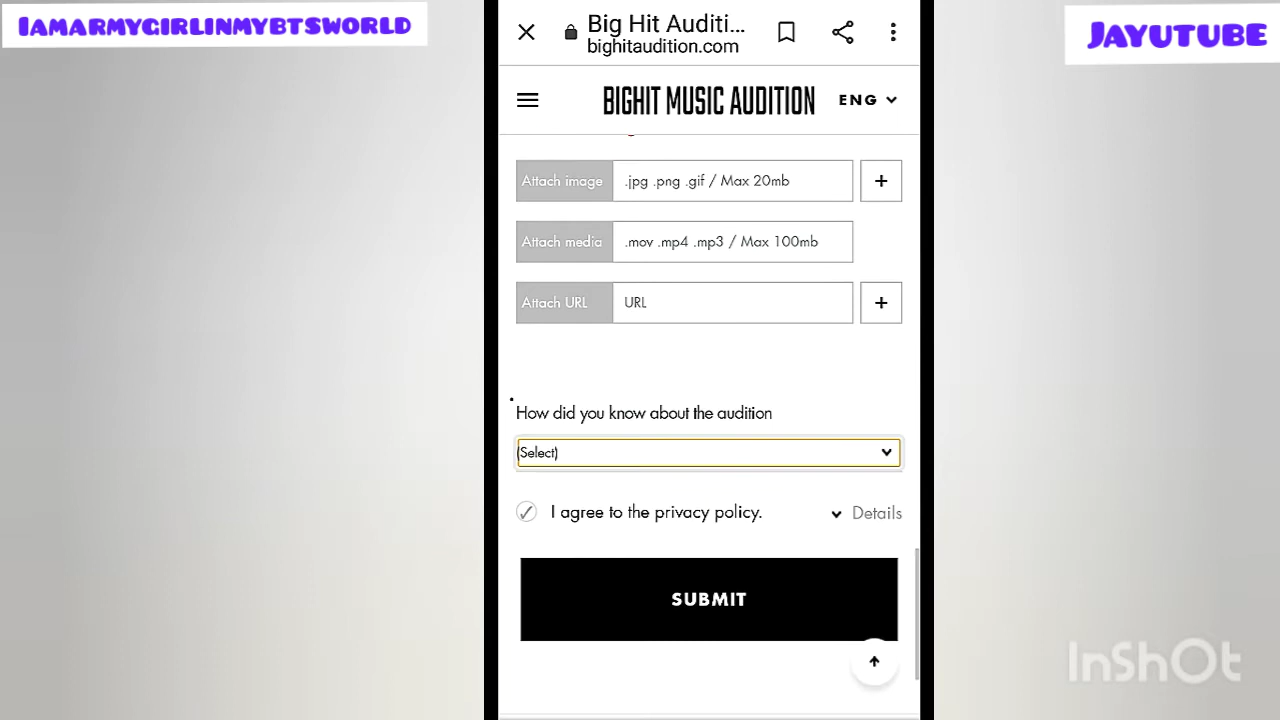 IAMARMYGIRLINMYBTSWORLD
JAYUTUBE
Big Hit Auditi...
bighitaudition.com
BIGHIT MUSIC AUDITION
ENG
Attach image .jpg .png .gif / Max 20mb +
Attach media .mov .mp4 .mp3 / Max 100mb
Attach URL URL +
How did you know about the audition
(Select)
I agree to the privacy policy. Details
SUBMIT
InShOt